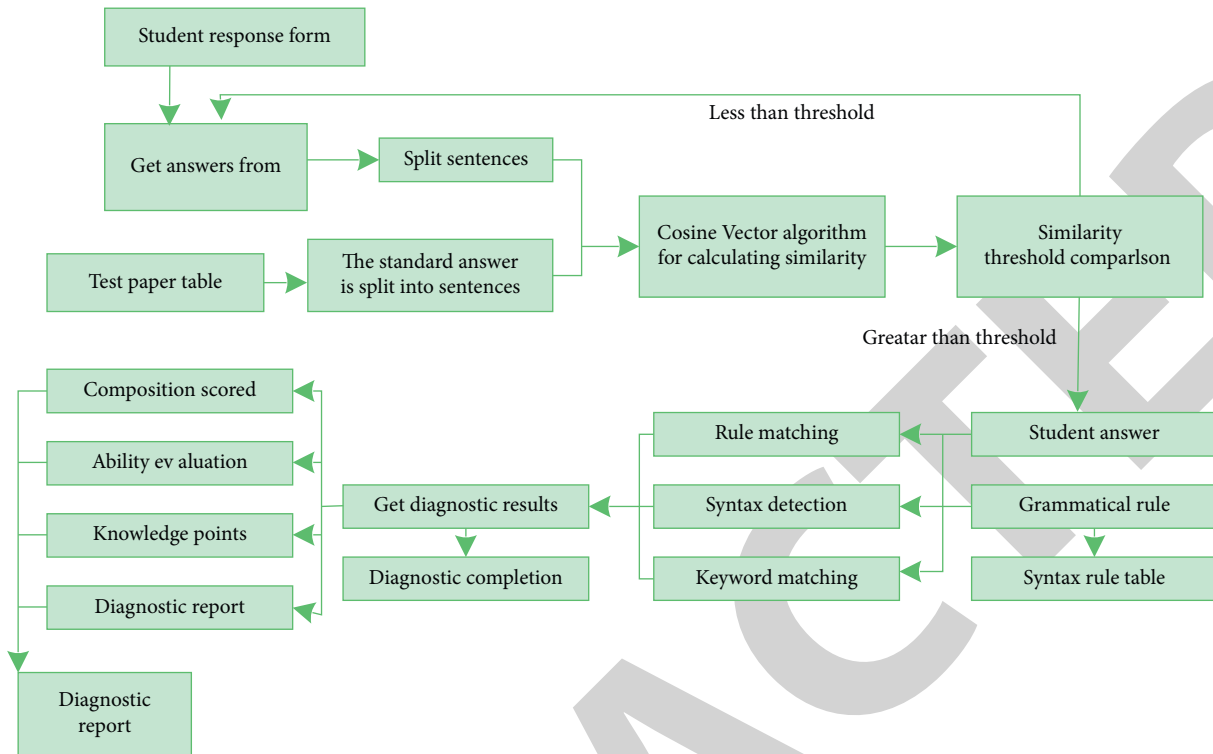 Student response form
Less than threshold
Get answers from
Split sentences
Cosine Vector algorithm
for calculating similarity
Similarity
threshold comparlson
Test paper table
The standard answer
is split into sentences
Greatar than threshold
Composition scored
Rule matching
Student answer
Ability ev aluation
Get diagnostic results
Syntax detection
Grammatical rule
Knowledge points
Diagnostic completion
Keyword matching
Syntax rule table
Diagnostic report
Diagnostic
report